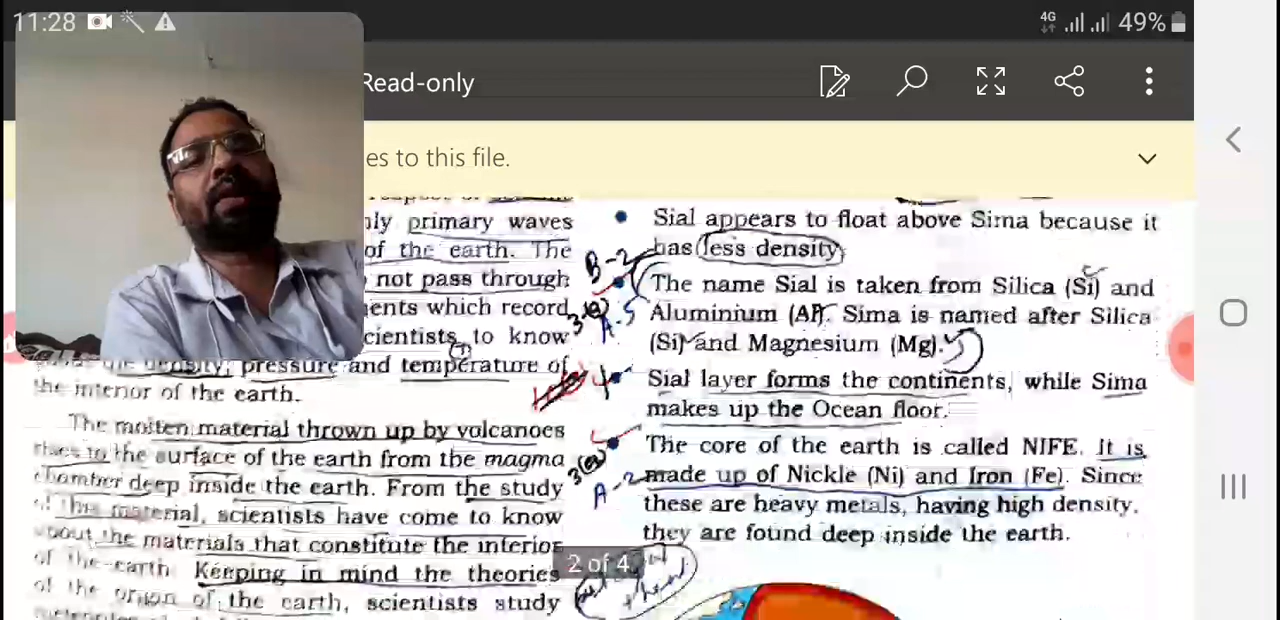 11:28
4G
49%
Read-only
es to this file.
nly primary waves
of the earth. The
not pass through
ments which record
scientists to know
density, pressure and temperature of
the interior of the earth.
The molten material thrown up by volcanoes
rises to the surface of the earth from the magma
chamber deep inside the earth. From the study
of this material, scientists have come to know
about the materials that constitute the interior
of the earth. Keeping in mind the theories
of the origin of the earth, scientists study
Sial appears to float above Sima because it
has less density
B-2
The name Sial is taken from Silica (Si) and
Aluminium (Al). Sima is named after Silica
(Si) and Magnesium (Mg).
A-5
Sial layer forms the continents, while Sima
makes up the Ocean floor.
The core of the earth is called NIFE. It is
made up of Nickle (Ni) and Iron (Fe). Since
these are heavy metals, having high density,
they are found deep inside the earth.
A-2
2 of 4